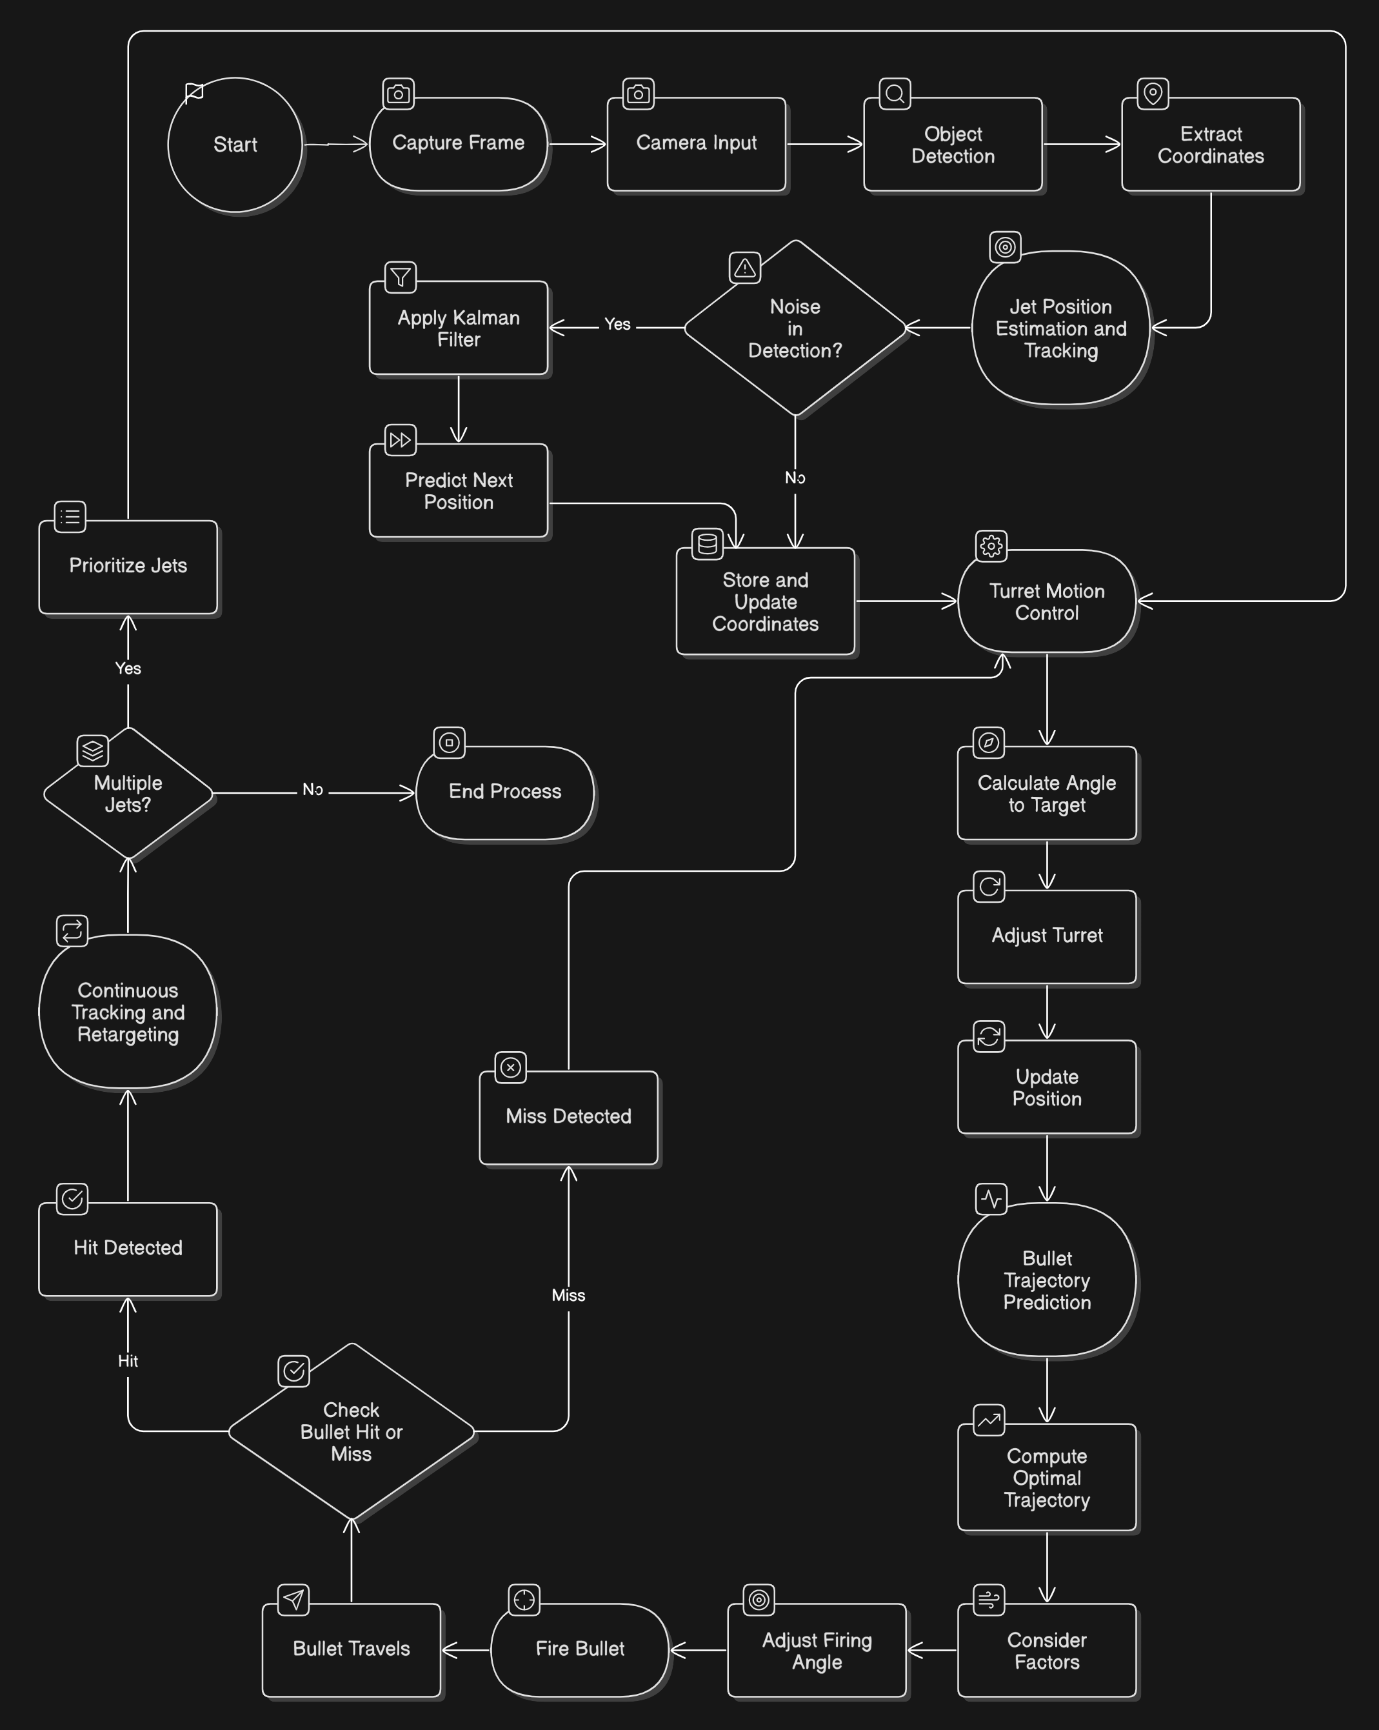 Start
Capture Frame
Camera Input
Object
Detection
Extract
Coordinates
Jet Position
Estimation and
Tracking
Noise
in
Detection?
Yes
Apply Kalman
Filter
No
Predict Next
Position
Store and
Update
Coordinates
Turret Motion
Control
Prioritize Jets
Yes
Multiple
Jets?
No
End Process
Calculate Angle
to Target
Adjust Turret
Continuous
Tracking and
Retargeting
Update
Position
Miss Detected
Hit Detected
Bullet
Trajectory
Prediction
Miss
Hit
Check
Bullet Hit or
Miss
Compute
Optimal
Trajectory
Bullet Travels
Fire Bullet
Adjust Firing
Angle
Consider
Factors